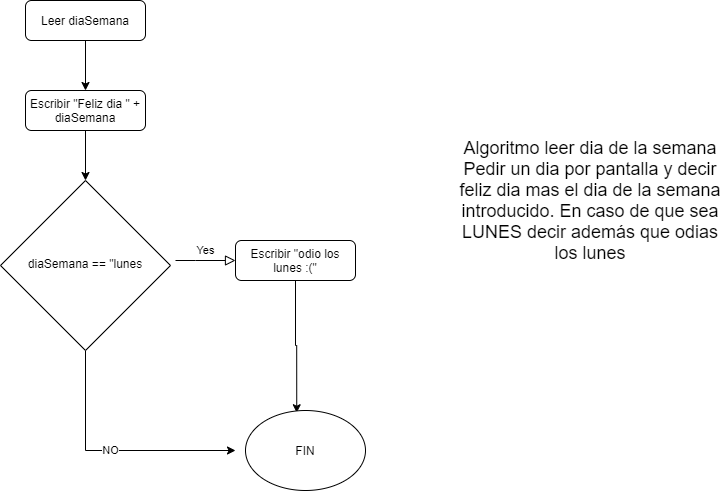 Leer diaSemana
Escribir "Feliz dia " +
diaSemana
diaSemana == "lunes
Yes
Escribir "odio los
lunes :("
NO
FIN
Algoritmo leer dia de la semana
Pedir un dia por pantalla y decir
feliz dia mas el dia de la semana
introducido. En caso de que sea
LUNES decir además que odias
los lunes